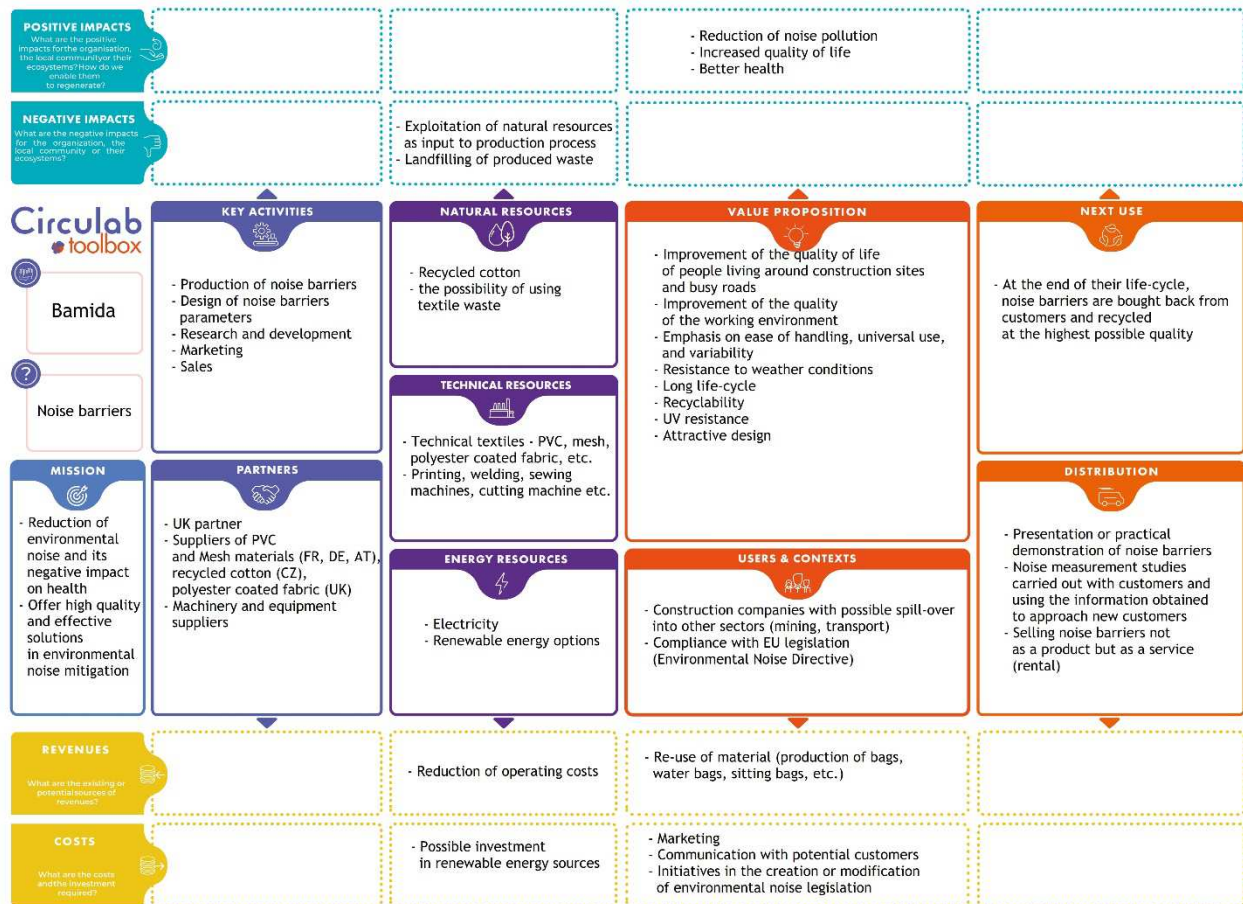 POSITIVE IMPACTS
What are the positive
impacts forthe organisation,
the local communityor their
ecosystems?How do we
enable them
to regenerate?
- Reduction of noise pollution
- Increased quality of life
- Better health
NEGATIVE IMPACTS
What are the negative impacts
for the organization, the
local community or their
ecosystems?
- Exploitation of natural resources
as input to production process
- Landfilling of produced waste
Circulab
toolbox
Bamida
?
Noise barriers
KEY ACTIVITIES
- Production of noise barriers
- Design of noise barriers
parameters
- Research and development
- Marketing
- Sales
NATURAL RESOURCES
- Recycled cotton
- the possibility of using
textile waste
TECHNICAL RESOURCES
- Technical textiles - PVC, mesh,
polyester coated fabric, etc.
- Printing, welding, sewing
machines, cutting machine etc.
VALUE PROPOSITION
- Improvement of the quality of life
of people living around construction sites
and busy roads
- Improvement of the quality
of the working environment
- Emphasis on ease of handling, universal use,
and variability
- Resistance to weather conditions
- Long life-cycle
- Recyclability
- UV resistance
- Attractive design
NEXT USE
- At the end of their life-cycle,
noise barriers are bought back from
customers and recycled
at the highest possible quality
MISSION
- Reduction of
environmental
noise and its
negative impact
on health
- Offer high quality
and effective
solutions
in environmental
noise mitigation
PARTNERS
- UK partner
- Suppliers of PVC
and Mesh materials (FR, DE, AT),
recycled cotton (CZ),
polyester coated fabric (UK)
- Machinery and equipment
suppliers
ENERGY RESOURCES
- Electricity
- Renewable energy options
USERS & CONTEXTS
- Construction companies with possible spill-over
into other sectors (mining, transport)
- Compliance with EU legislation
(Environmental Noise Directive)
DISTRIBUTION
- Presentation or practical
demonstration of noise barriers
- Noise measurement studies
carried out with customers and
using the information obtained
to approach new customers
- Selling noise barriers not
as a product but as a service
(rental)
REVENUES
What are the existing or
potentialsources of
revenues?
- Reduction of operating costs
- Re-use of material (production of bags,
water bags, sitting bags, etc.)
COSTS
What are the costs
andthe investment
required?
- Possible investment
in renewable energy sources
- Marketing
- Communication with potential customers
- Initiatives in the creation or modification
of environmental noise legislation